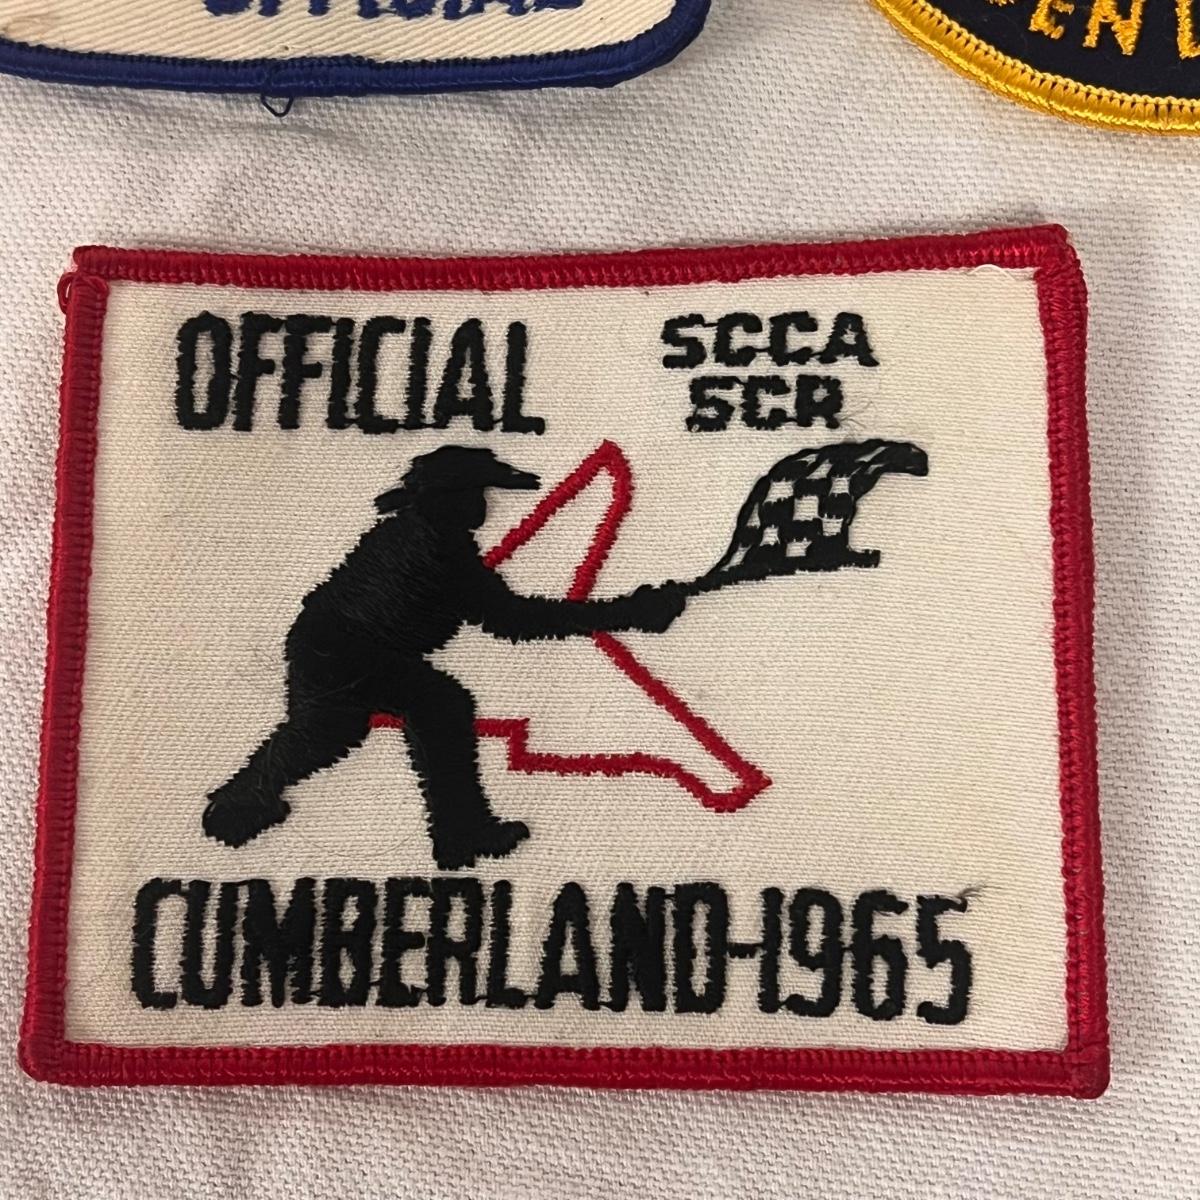 OFFICIAL
SCCA
SCR
CUMBERLAND-1965